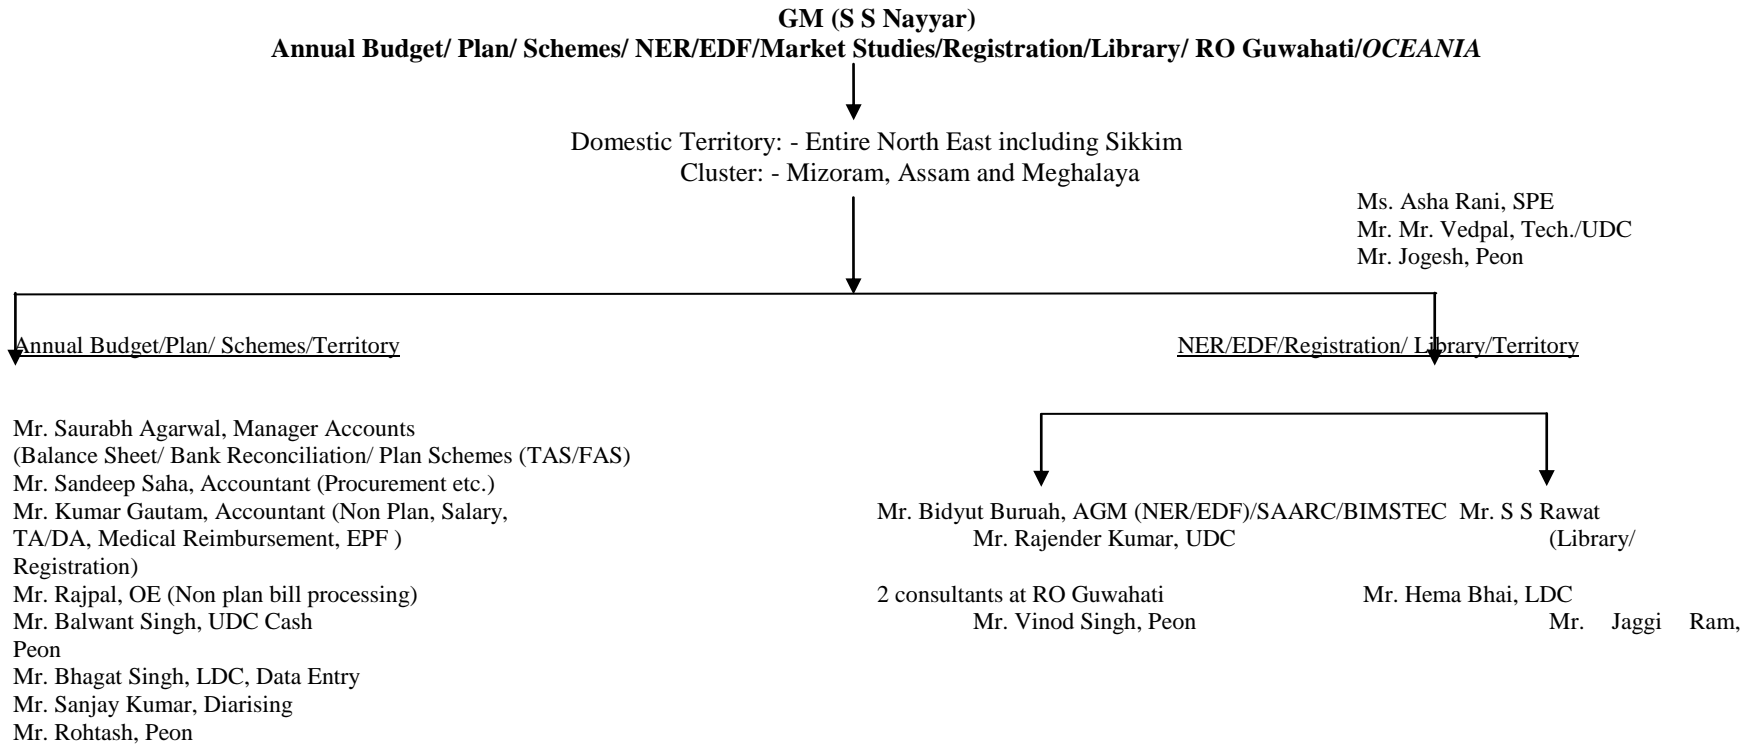 GM (S S Nayyar)
Annual Budget/ Plan/ Schemes/ NER/EDF/Market Studies/Registration/Library/ RO Guwahati/OCEANIA
Domestic Territory: - Entire North East including Sikkim
Cluster: - Mizoram, Assam and Meghalaya
Ms. Asha Rani, SPE
Mr. Mr. Vedpal, Tech./UDC
Mr. Jogesh, Peon
Annual Budget/Plan/ Schemes/Territory
NER/EDF/Registration/ Library/Territory
Mr. Saurabh Agarwal, Manager Accounts
(Balance Sheet/ Bank Reconciliation/ Plan Schemes (TAS/FAS)
Mr. Sandeep Saha, Accountant (Procurement etc.)
Mr. Kumar Gautam, Accountant (Non Plan, Salary,
Mr. Bidyut Buruah, AGM (NER/EDF)/SAARC/BIMSTEC Mr. S S Rawat
TA/DA, Medical Reimbursement, EPF )
Mr. Rajender Kumar, UDC
(Library/
Registration)
Mr. Rajpal, OE (Non plan bill processing)
2 consultants at RO Guwahati
Mr. Hema Bhai, LDC
Mr. Balwant Singh, UDC Cash
Mr. Vinod Singh, Peon
Mr. Jaggi Ram,
Peon
Mr. Bhagat Singh, LDC, Data Entry
Mr. Sanjay Kumar, Diarising
Mr. Rohtash, Peon